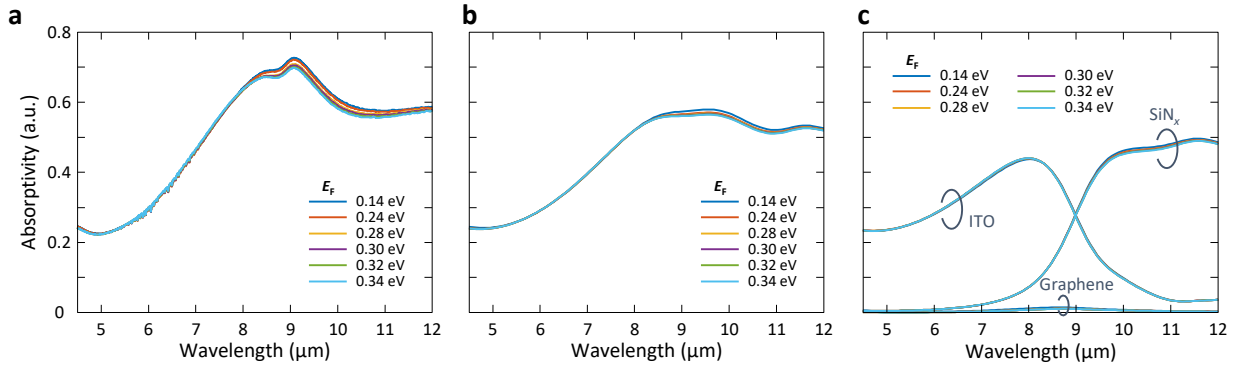 a
0.8
0.6
0.4
0.2
0
Absorptivity (a.u.)
E_F
0.14 eV
0.24 eV
0.28 eV
0.30 eV
0.32 eV
0.34 eV
5 6 7 8 9 10 11 12
Wavelength (μm)
b
E_F
0.14 eV
0.24 eV
0.28 eV
0.30 eV
0.32 eV
0.34 eV
5 6 7 8 9 10 11 12
Wavelength (μm)
c
E_F
0.14 eV 0.30 eV
0.24 eV 0.32 eV
0.28 eV 0.34 eV
SiNₓ
ITO
Graphene
5 6 7 8 9 10 11 12
Wavelength (μm)